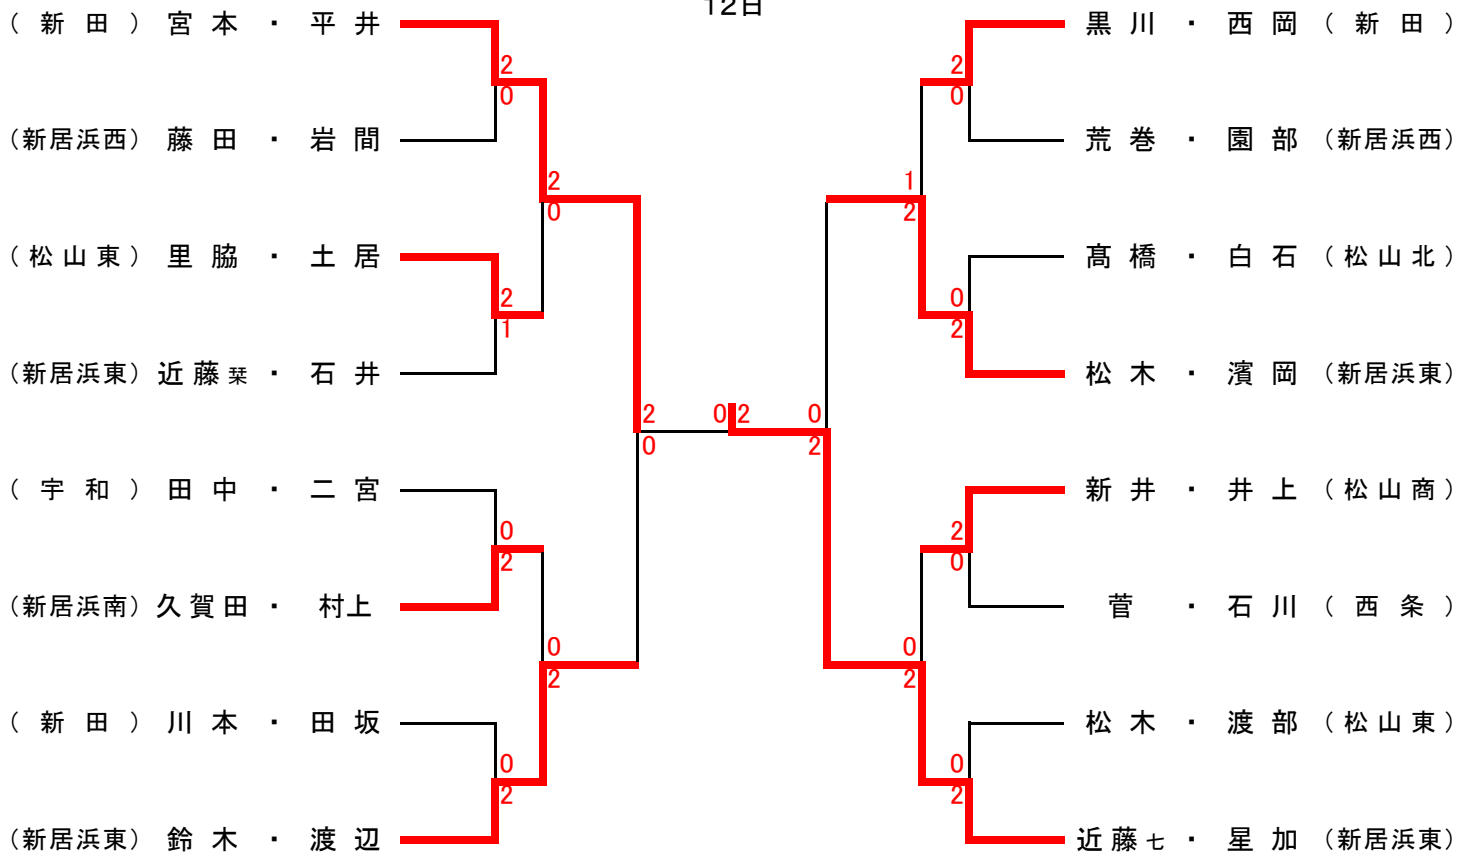 12日
(新田) 宮本・平井
2
0
(新居浜西) 藤田・岩間
2
0
(松山東) 里脇・土居
2
1
(新居浜東) 近藤栞・石井
2
0
(宇和) 田中・二宮
0
2
(新居浜南) 久賀田・村上
0
2
(新田) 川本・田坂
0
2
(新居浜東) 鈴木・渡辺
0 2
黒川・西岡 (新田)
2
0
荒巻・園部 (新居浜西)
1
2
髙橋・白石 (松山北)
0
2
松木・濱岡 (新居浜東)
0
2
新井・井上 (松山商)
2
0
菅・石川 (西条)
0
2
松木・渡部 (松山東)
0
2
近藤七・星加 (新居浜東)